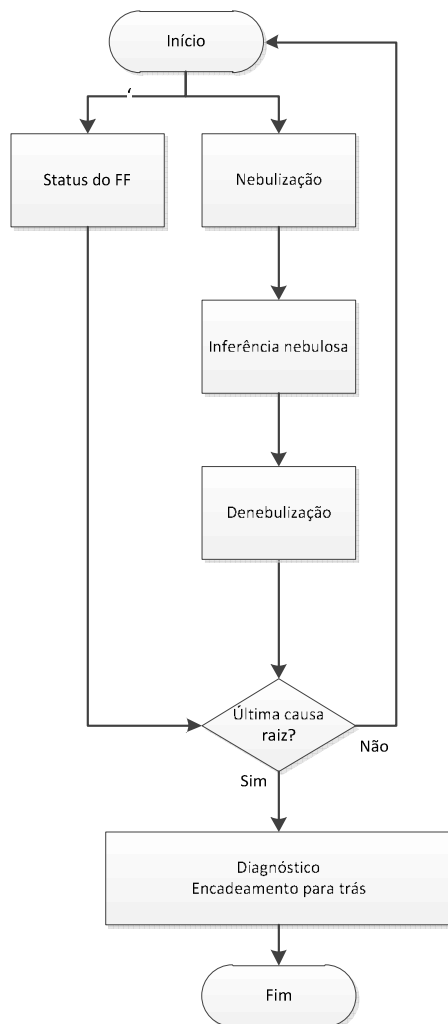 Início
Status do FF
Nebulização
Inferência nebulosa
Denebulização
Última causa
raiz?
Não
Sim
Diagnóstico
Encadeamento para trás
Fim